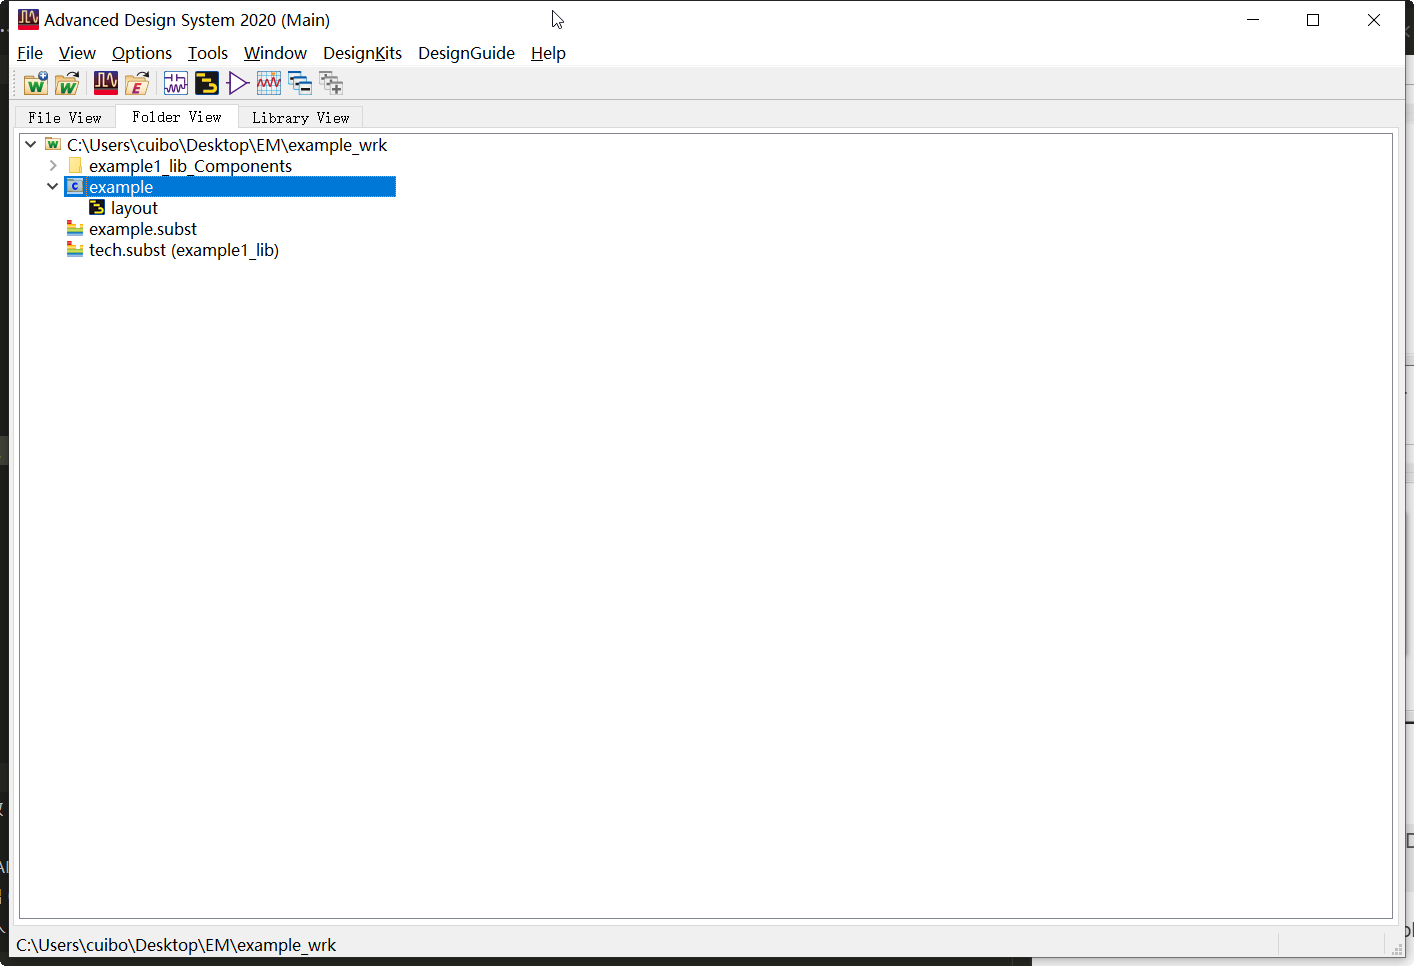 Advanced Design System 2020 (Main)
File View Options Tools Window DesignKits DesignGuide Help
File View Folder View Library View
C:\Users\cuibo\Desktop\EM\example_wrk
example1_lib_Components
example
layout
example.subst
tech.subst (example1_lib)
C:\Users\cuibo\Desktop\EM\example_wrk